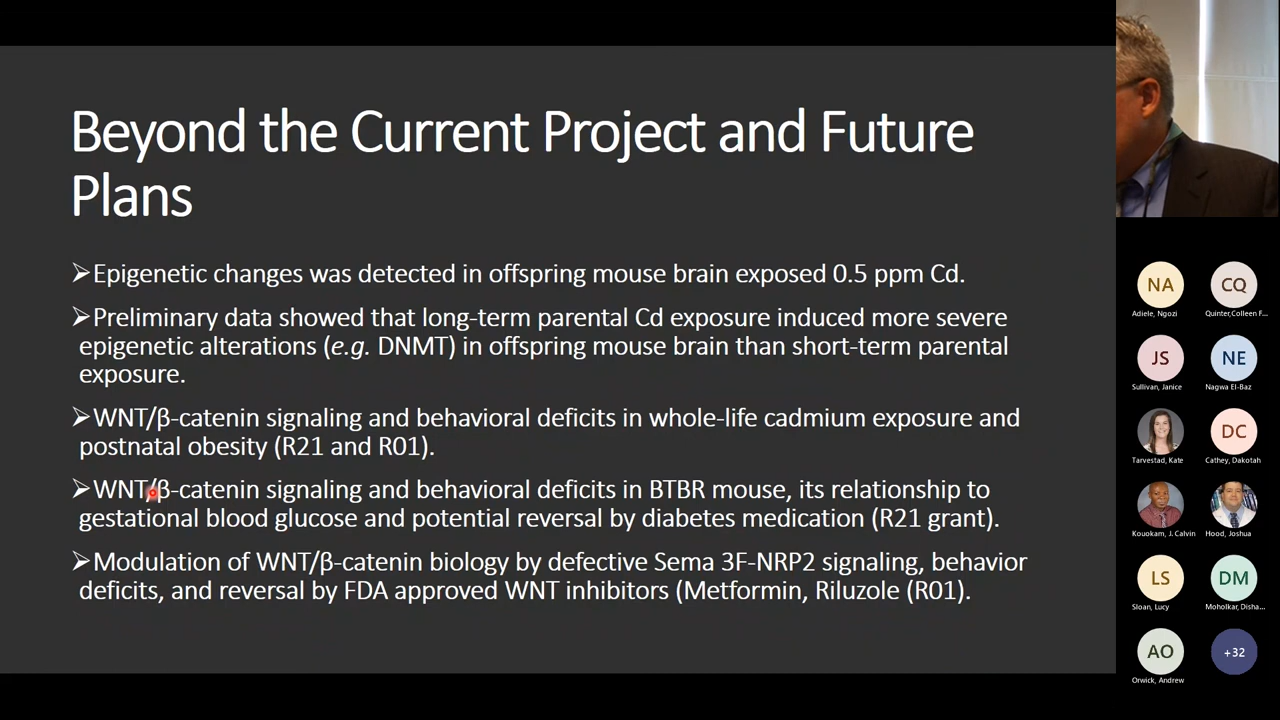 Beyond the Current Project and Future
Plans
➢Epigenetic changes was detected in offspring mouse brain exposed 0.5 ppm Cd.
➢Preliminary data showed that long-term parental Cd exposure induced more severe
epigenetic alterations (e.g. DNMT) in offspring mouse brain than short-term parental
exposure.
➢WNT/β-catenin signaling and behavioral deficits in whole-life cadmium exposure and
postnatal obesity (R21 and R01).
➢WNT/β-catenin signaling and behavioral deficits in BTBR mouse, its relationship to
gestational blood glucose and potential reversal by diabetes medication (R21 grant).
➢Modulation of WNT/β-catenin biology by defective Sema 3F-NRP2 signaling, behavior
deficits, and reversal by FDA approved WNT inhibitors (Metformin, Riluzole (R01).
NA CQ
Adiele, Ngozi Quinter,Colleen F...
JS NE
Sullivan, Janice Nagwa El-Baz
DC
Tarvestad, Kate Cathey, Dakotah
Kouokam, J. Calvin Hood, Joshua
LS DM
Sloan, Lucy Moholkar, Disha...
AO +32
Orwick, Andrew